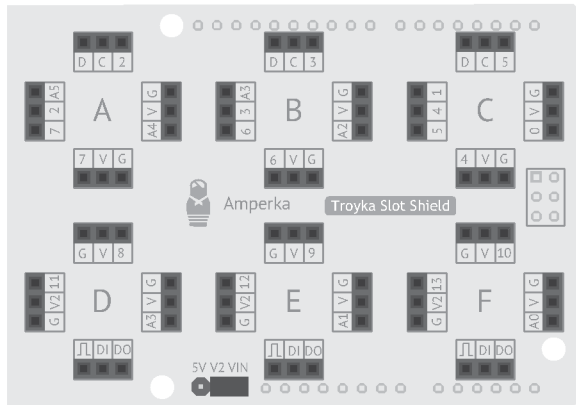 D C 2
D C 3
D C 5
A5
2
7
A
G
V
A4
A3
3
6
B
G
V
A2
1
4
5
C
G
V
0
7 V G
6 V G
4 V G
Amperka
Troyka Slot Shield
G V 8
G V 9
G V 10
11
V2
G
D
G
V
A3
12
V2
G
E
G
V
A1
13
V2
G
F
G
V
A0
DI DO
DI DO
DI DO
5V V2 VIN